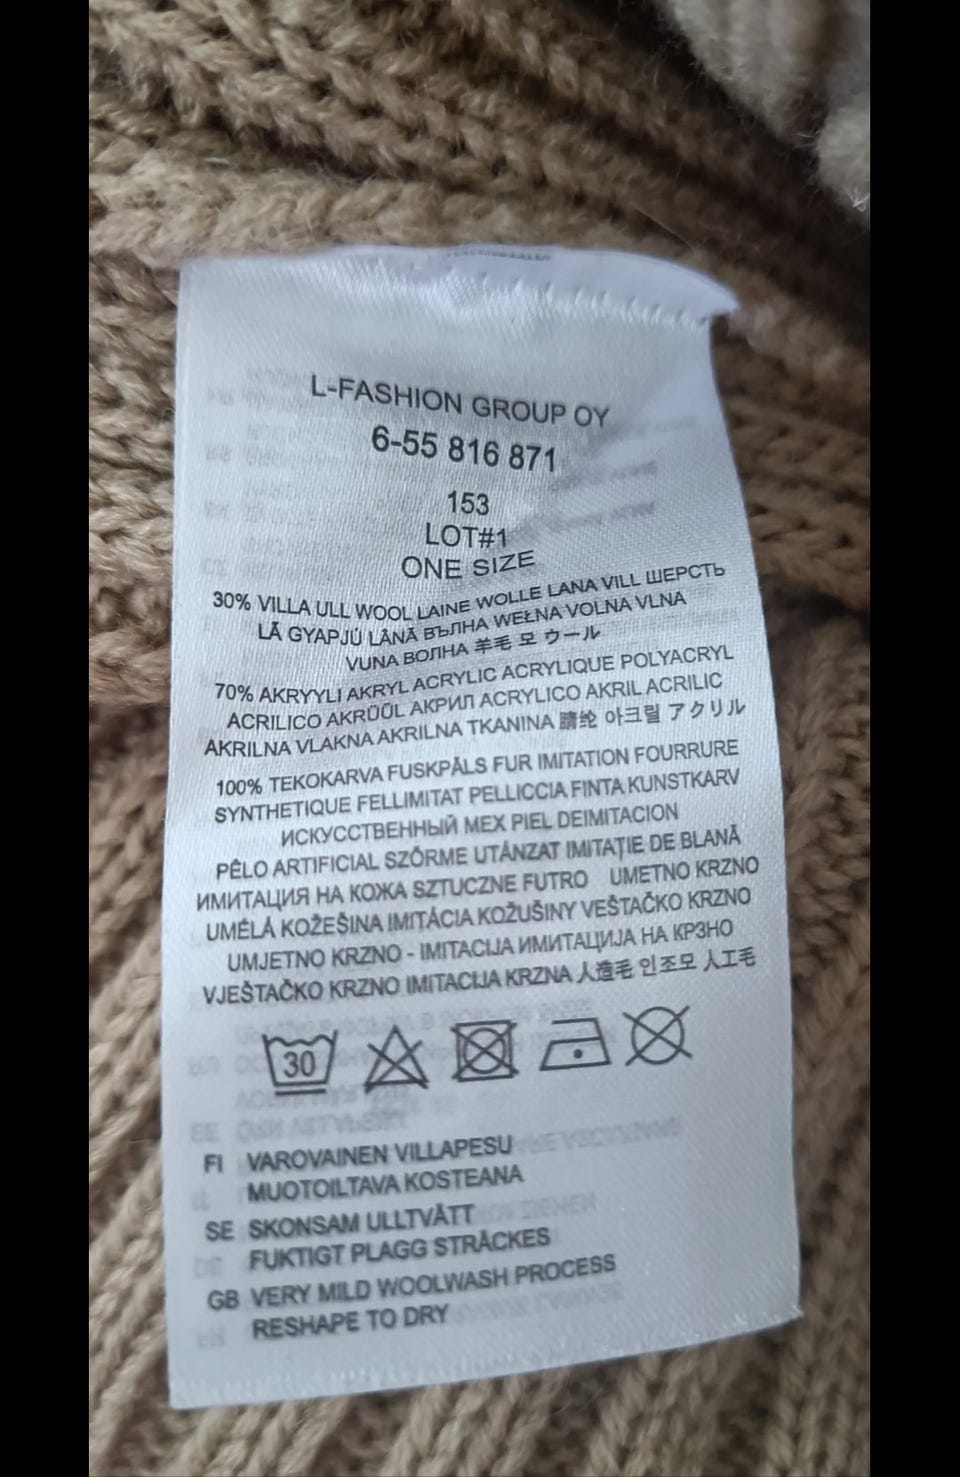 L-FASHION GROUP OY
6-55 816 871
153
LOT#1
ONE SIZE
30% VILLA ULL WOOL LAINE WOLLE LANA VILL ШЕРСТЬ
LÃ GYAPJÚ LÂNĂ ВЪЛНА WEŁNA VOLNA VLNA
VUNA ВОЛНА 羊毛 모 ウール
70% AKRYYLI AKRYL ACRYLIC ACRYLIQUE POLYACRYL
ACRILICO AKRÜÜL АКРИЛ ACRYLICO AKRIL ACRILIC
AKRILNA VLAKNA AKRILNA TKANINA 腈纶 아크릴 アクリル
100% TEKOKARVA FUSKPÄLS FUR IMITATION FOURRURE
SYNTHETIQUE FELLIMITAT PELLICCIA FINTA KUNSTKARV
ИСКУССТВЕННЫЙ МЕХ PIEL DEIMITACION
PÊLO ARTIFICIAL SZŐRME UTÁNZAT IMITAŢIE DE BLANĂ
ИМИТАЦИЯ НА КОЖА SZTUCZNE FUTRO UMETNO KRZNO
UMĚLÁ KOŽEŠINA IMITÁCIA KOŽUŠINY VEŠTAČKO KRZNO
UMJETNO KRZNO - IMITACIJA ИМИТАЦИЈА НА КРЗНО
VJEŠTAČKO KRZNO IMITACIJA KRZNA 人造毛 인조모 人工毛
30
FI VAROVAINEN VILLAPESU
MUOTOILTAVA KOSTEANA
SE SKONSAM ULLTVÄTT
FUKTIGT PLAGG STRÄCKES
GB VERY MILD WOOLWASH PROCESS
RESHAPE TO DRY